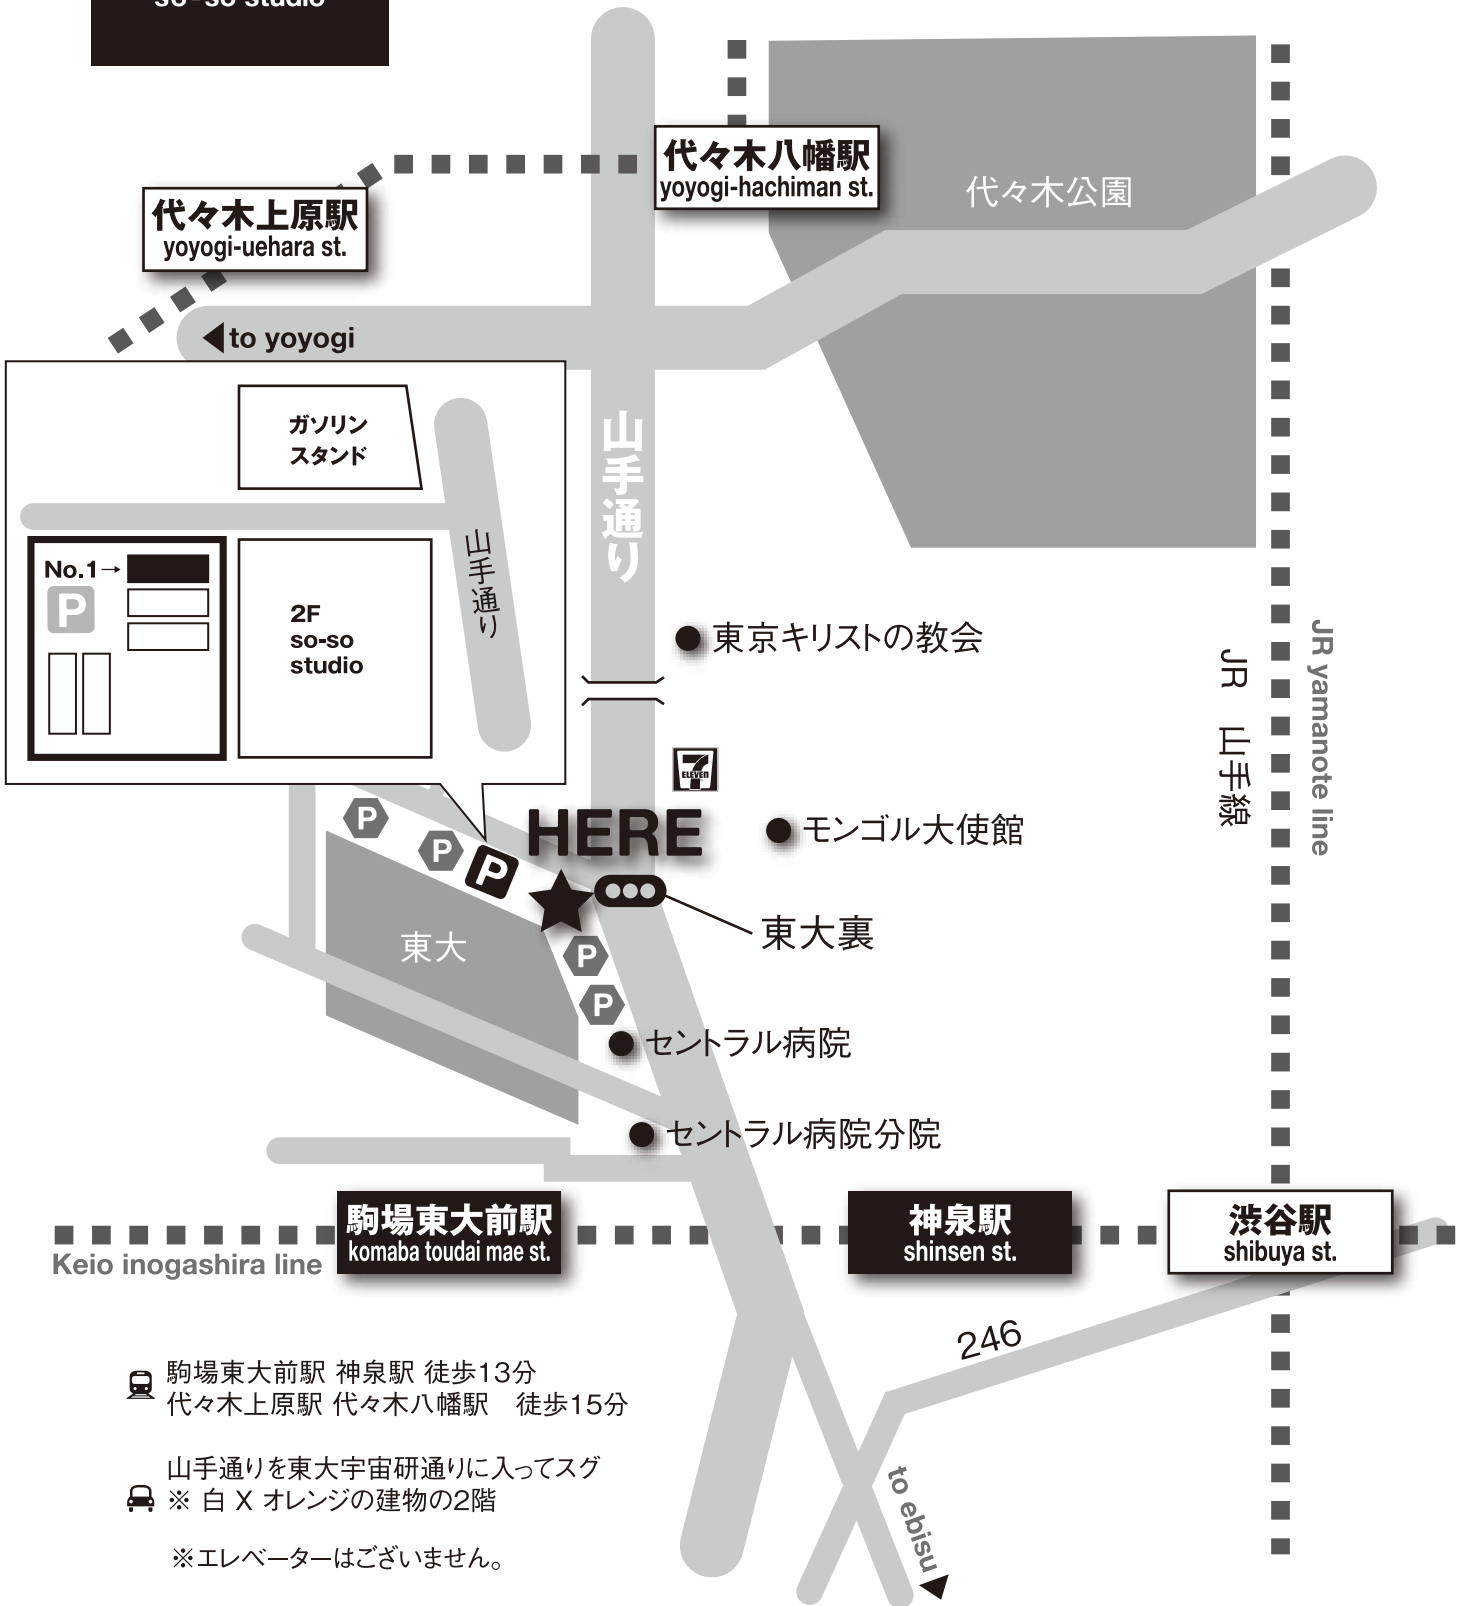 so-so studio
代々木八幡駅
yoyogi-hachiman st.
代々木公園
代々木上原駅
yoyogi-uehara st.
to yoyogi
ガソリン
スタンド
山手通り
山手通り
No.1→
P
2F
so-so
studio
東京キリストの教会
JR 山手線
JR yamanote line
7
ELEVEN
HERE
モンゴル大使館
P
P
P
東大裏
東大
P
P
セントラル病院
セントラル病院分院
駒場東大前駅
komaba toudai mae st.
神泉駅
shinsen st.
渋谷駅
shibuya st.
Keio inogashira line
246
to ebisu
駒場東大前駅 神泉駅 徒歩13分
代々木上原駅 代々木八幡駅　徒歩15分
山手通りを東大宇宙研通りに入ってスグ
※ 白 X オレンジの建物の2階
※エレベーターはございません。